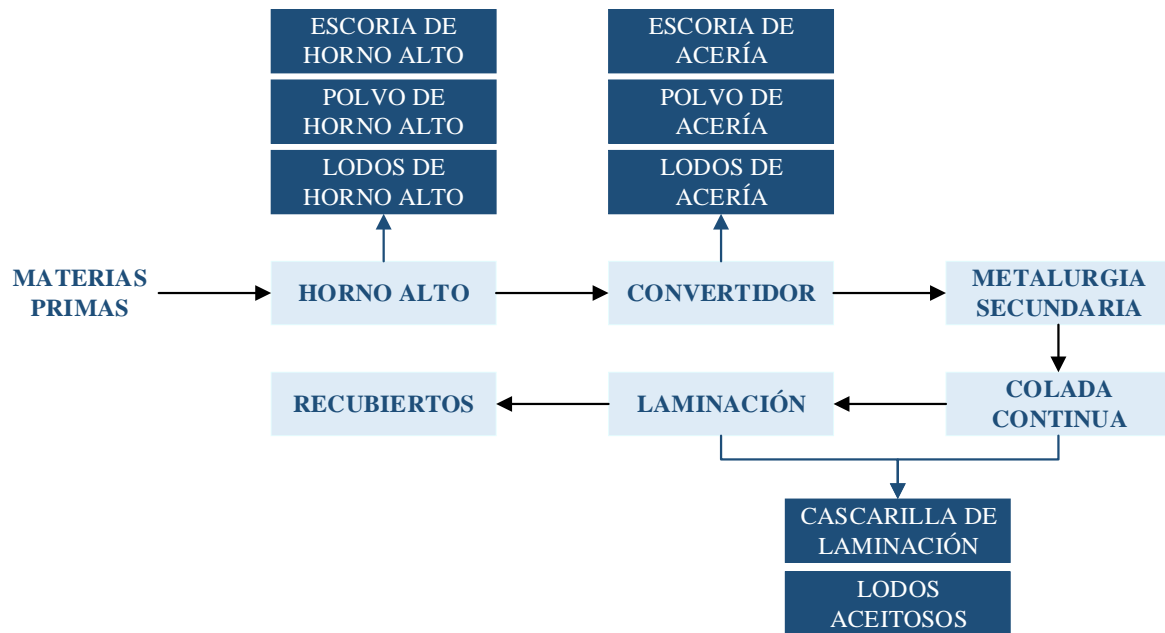 ESCORIA DE
HORNO ALTO
POLVO DE
HORNO ALTO
LODOS DE
HORNO ALTO
ESCORIA DE
ACERÍA
POLVO DE
ACERÍA
LODOS DE
ACERÍA
MATERIAS
PRIMAS
HORNO ALTO
CONVERTIDOR
METALURGIA
SECUNDARIA
RECUBIERTOS
LAMINACIÓN
COLADA
CONTINUA
CASCARILLA DE
LAMINACIÓN
LODOS
ACEITOSOS